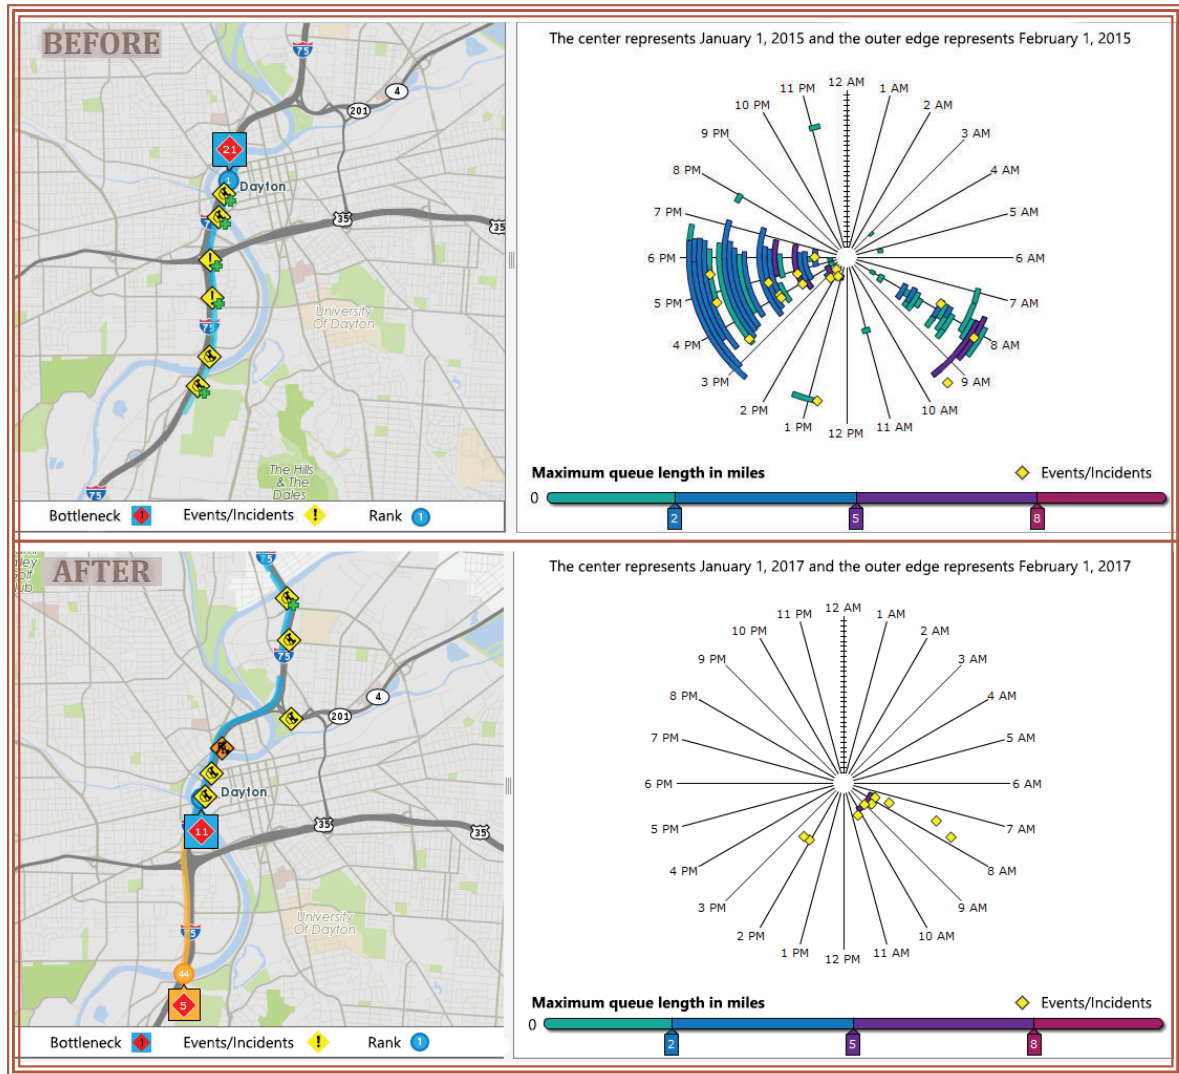 BEFORE
75
4
201
21
1
Dayton
35
35
75
University
Of Dayton
The Hills
& The
Dales
75
Bottleneck 1 Events/Incidents ! Rank 1
The center represents January 1, 2015 and the outer edge represents February 1, 2015
12 AM
11 PM
1 AM
10 PM
2 AM
9 PM
3 AM
8 PM
4 AM
7 PM
5 AM
6 PM
6 AM
5 PM
7 AM
4 PM
8 AM
3 PM
9 AM
2 PM
10 AM
1 PM
11 AM
12 PM
Maximum queue length in miles
Events/Incidents
0
2
5
8
AFTER
75
75
4
201
Dayton
11
35
35
University
Of Dayton
44
5
Bottleneck 1 Events/Incidents ! Rank 1
The center represents January 1, 2017 and the outer edge represents February 1, 2017
12 AM
11 PM
1 AM
10 PM
2 AM
9 PM
3 AM
8 PM
4 AM
7 PM
5 AM
6 PM
6 AM
5 PM
7 AM
4 PM
8 AM
3 PM
9 AM
2 PM
10 AM
1 PM
11 AM
12 PM
Maximum queue length in miles
Events/Incidents
0
2
5
8